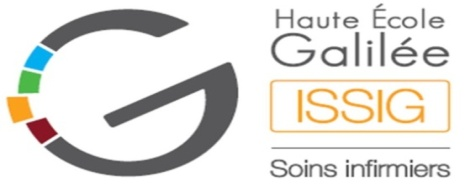 Haute École
Galilée
ISSIG
Soins infirmiers